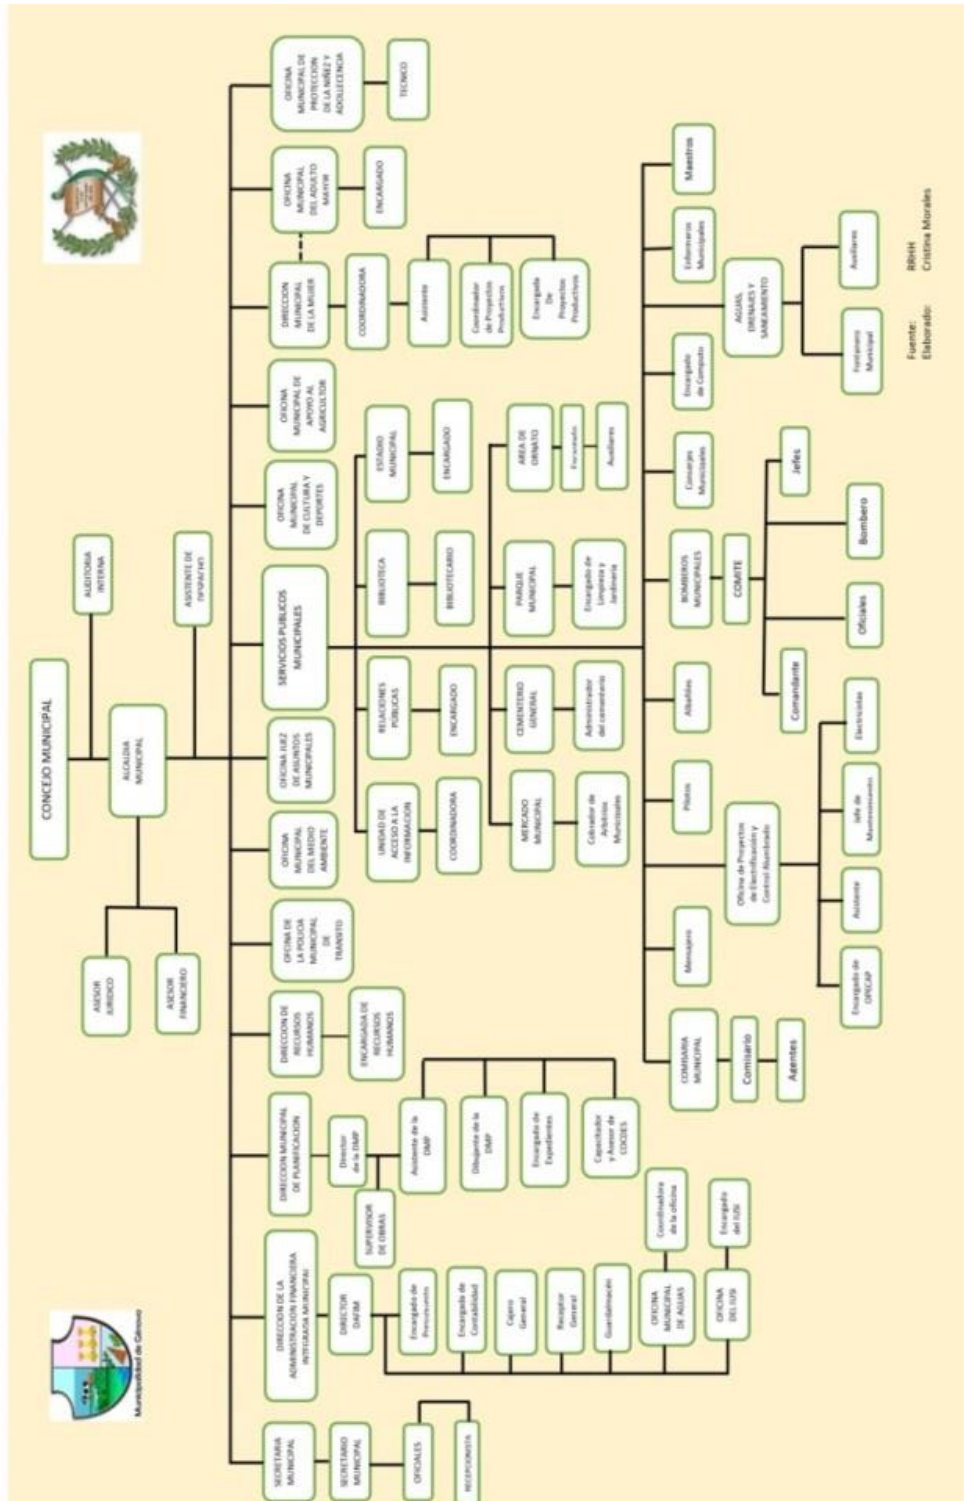 Municipalidad de Génova
CONCEJO MUNICIPAL
AUDITORIA
INTERNA
ALCALDIA
MUNICIPAL
ASESOR
JURIDICO
ASESOR
FINANCIERO
ASISTENTE DE
DESPACHO
SECRETARIA
MUNICIPAL
SECRETARIO
MUNICIPAL
OFICIALES
RECEPCIONISTA
DIRECCION DE LA
ADMINISTRACION FINANCIERA
INTEGRADA MUNICIPAL
DIRECTOR
DAFIM
Encargado de
Presupuesto
Encargada de
Contabilidad
Cajero
General
Receptor
General
Guardalmacén
OFICINA
MUNICIPAL
DE AGUAS
Coordinadora
de la oficina
OFICINA
DEL IUSI
Encargado
del IUSI
DIRECCION MUNICIPAL
DE PLANIFICACION
Director
de la DMP
SUPERVISOR
DE OBRAS
Asistente de la
DMP
Dibujante de la
DMP
Encargado de
Expedientes
Capacitador
y Asesor de
COCDES
DIRECCION DE
RECURSOS
HUMANOS
ENCARGADA DE
RECURSOS
HUMANOS
OFICINA DE
LA POLICIA
MUNICIPAL
DE
TRANSITO
OFICINA
MUNICIPAL
DEL MEDIO
AMBIENTE
OFICINA JUEZ
DE ASUNTOS
MUNICIPALES
SERVICIOS PUBLICOS
MUNICIPALES
OFICINA
MUNICIPAL
DE CULTURA Y
DEPORTES
OFICINA
MUNICIPAL DE
APOYO AL
AGRICULTOR
DIRECCION
MUNICIPAL
DE LA MUJER
COORDINADORA
Asistente
Coordinador
de Proyectos
Productivos
Encargada
De
Proyectos
Productivos
OFICINA
MUNICIPAL
DEL ADULTO
MAYOR
ENCARGADO
OFICINA
MUNICIPAL DE
PROTECCION
DE LA NIÑEZ Y
ADOLLECENCIA
TECNICO
UNIDAD DE
ACCESO A LA
INFORMACION
COORDINADORA
RELACIONES
PUBLICAS
ENCARGADO
BIBLIOTECA
BIBLIOTECARIO
ESTADIO
MUNICIPAL
ENCARGADO
MERCADO
MUNICIPAL
Cobrador de
Arbitrios
Municipales
CEMENTERIO
GENERAL
Administrador
del cementerio
PARQUE
MUNICIPAL
Encargado de
Limpieza y
Jardinería
AREA DE
ORNATO
Encargado
Auxiliares
COMISARIA
MUNICIPAL
Comisario
Agentes
Mensajero
Oficina de Proyectos
de Electrificación y
Control Alumbrado
Encargado de
OPECAP
Asistente
Jefe de
Mantenimiento
Electricistas
Pilotos
Albañiles
BOMBEROS
MUNICIPALES
COMITE
Comandante
Oficiales
Bombero
Jefes
Conserjes
Municipales
Encargado
de Computo
AGUAS,
DRENAJES Y
SANEAMIENTO
Fontanero
Municipal
Auxiliares
Enfermeros
Municipales
Maestros
Fuente: RRHH
Elaborado: Cristina Morales